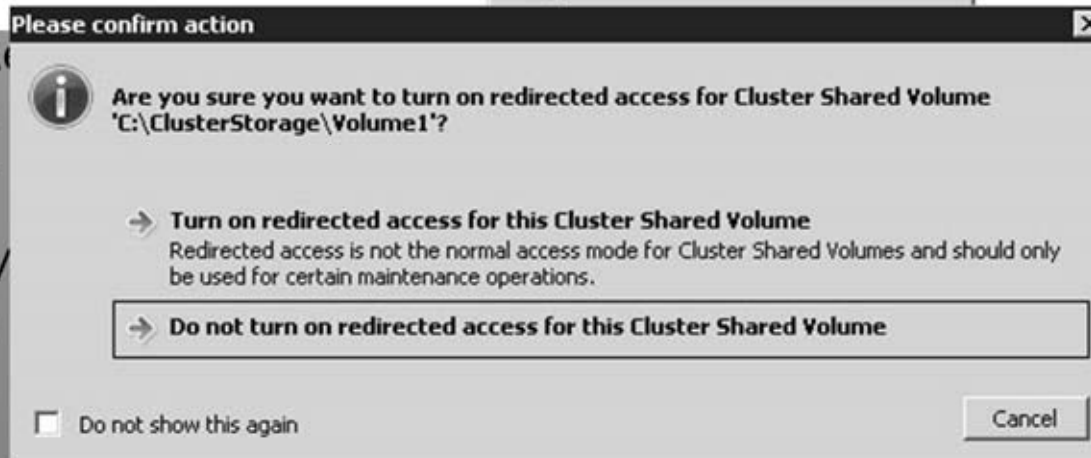 Please confirm action
Are you sure you want to turn on redirected access for Cluster Shared Volume
'C:\ClusterStorage\Volume1'?
Turn on redirected access for this Cluster Shared Volume
Redirected access is not the normal access mode for Cluster Shared Volumes and should only
be used for certain maintenance operations.
Do not turn on redirected access for this Cluster Shared Volume
Do not show this again
Cancel